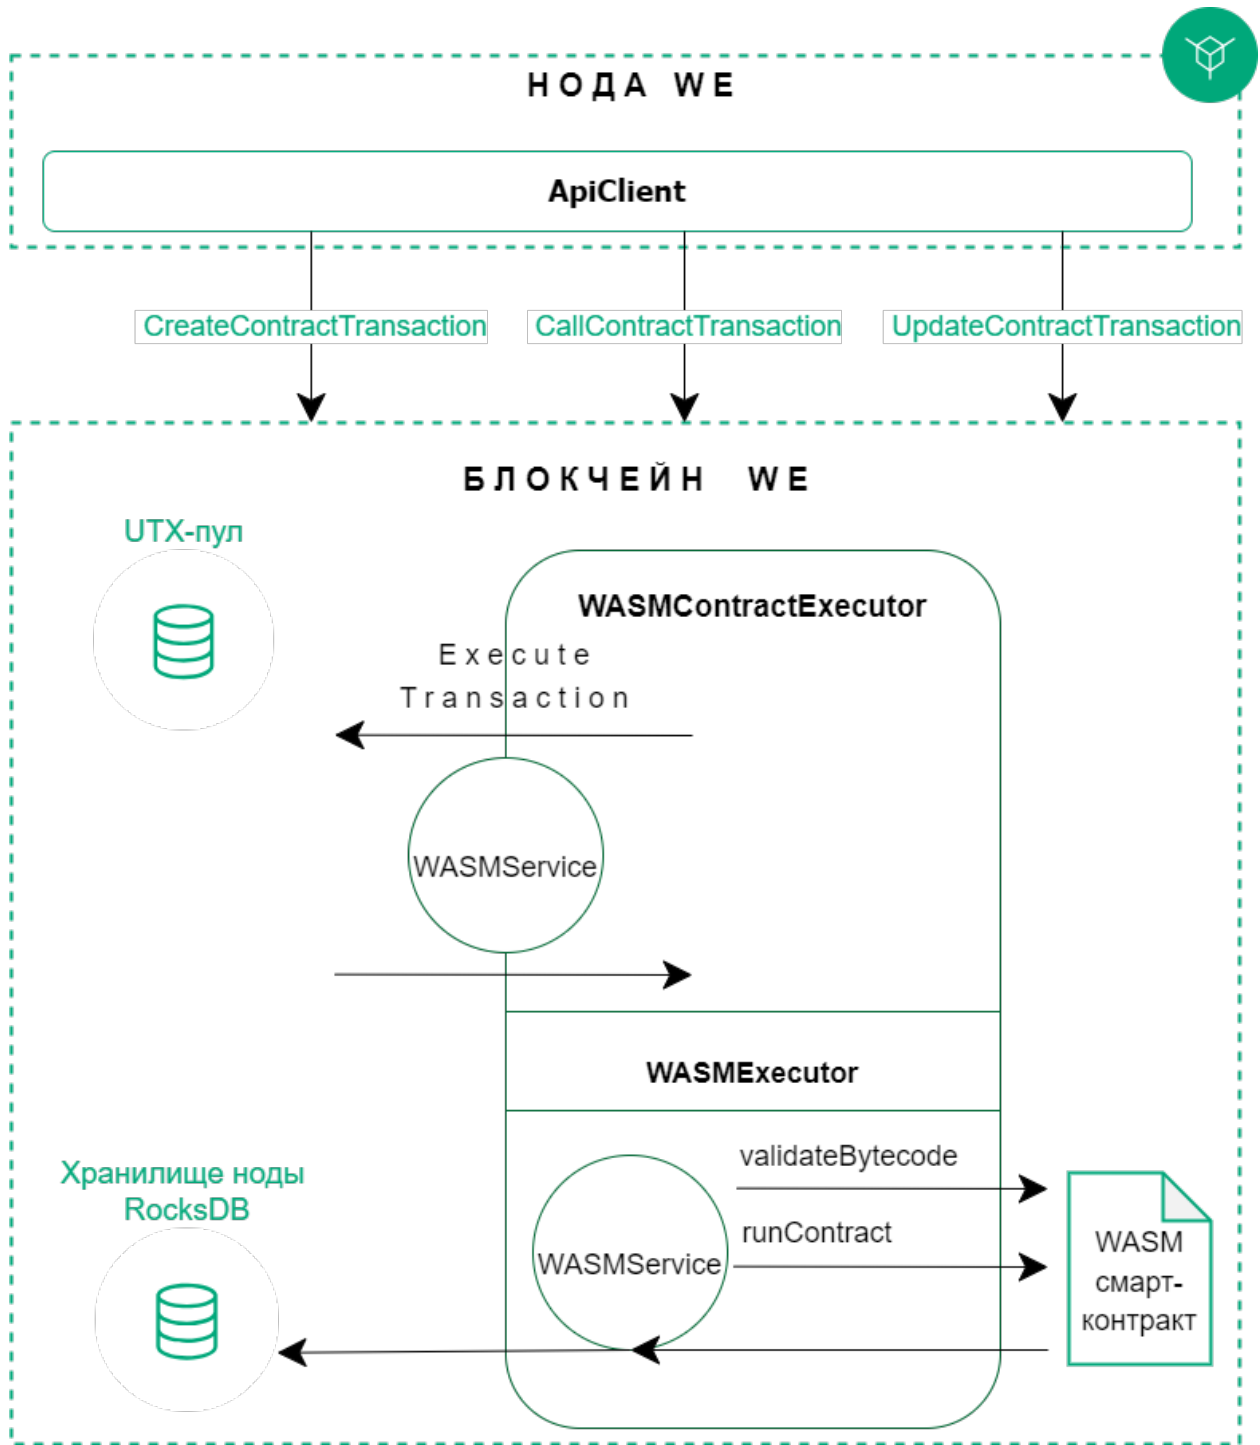 НОДА WE
ApiClient
CreateContractTransaction
CallContractTransaction
UpdateContractTransaction
БЛОКЧЕЙН WE
UTX-пул
WASMContractExecutor
Execute
Transaction
WASMService
WASMExecutor
validateBytecode
Хранилище ноды
RocksDB
runContract
WASMService
WASM
смарт-
контракт